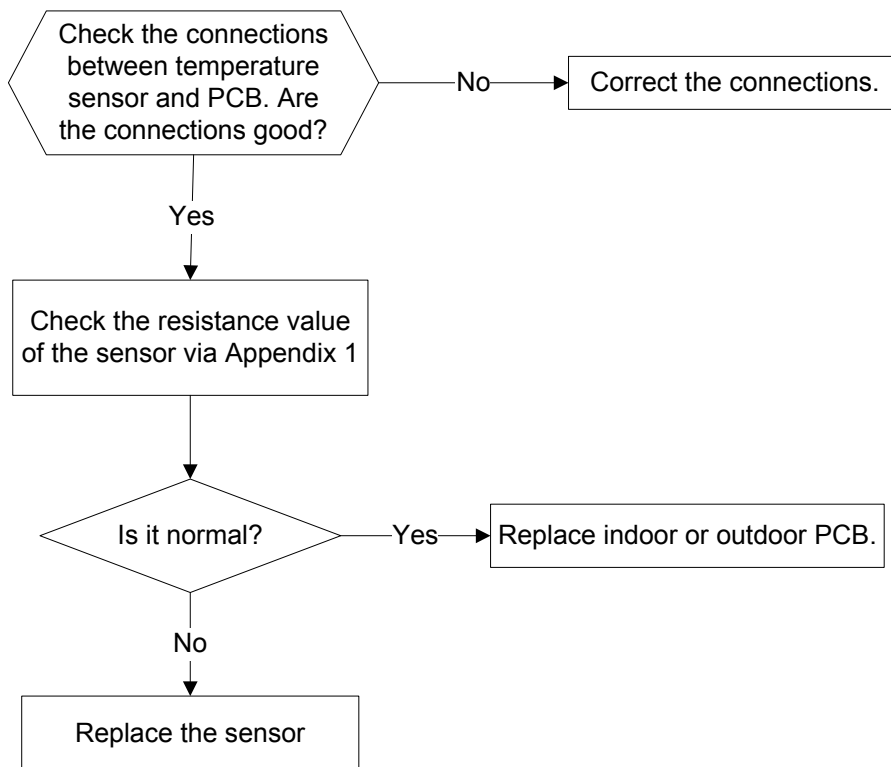 Check the connections
between temperature
sensor and PCB. Are
the connections good?
No
Correct the connections.
Yes
Check the resistance value
of the sensor via Appendix 1
Is it normal?
Yes
Replace indoor or outdoor PCB.
No
Replace the sensor